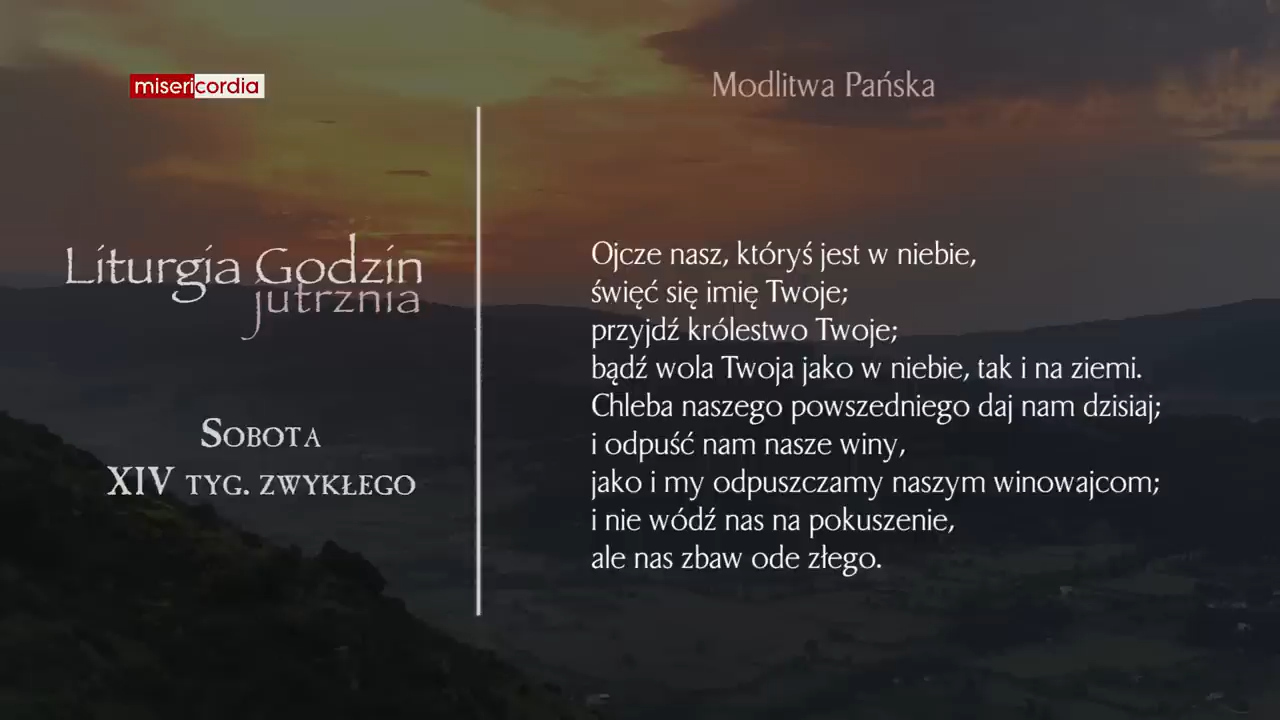 misericordia
Liturgia Godzin
jutrznia
Sobota
XIV tyg. zwykłego
Modlitwa Pańska
Ojcze nasz, któryś jest w niebie,
święć się imię Twoje;
przyjdź królestwo Twoje;
bądź wola Twoja jako w niebie, tak i na ziemi.
Chleba naszego powszedniego daj nam dzisiaj;
i odpuść nam nasze winy,
jako i my odpuszczamy naszym winowajcom;
i nie wódź nas na pokuszenie,
ale nas zbaw ode złego.